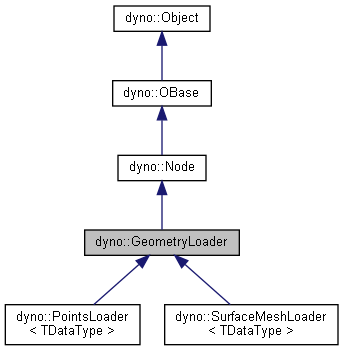 dyno::Object
dyno::OBase
dyno::Node
dyno::GeometryLoader
dyno::PointsLoader
< TDataType >
dyno::SurfaceMeshLoader
< TDataType >